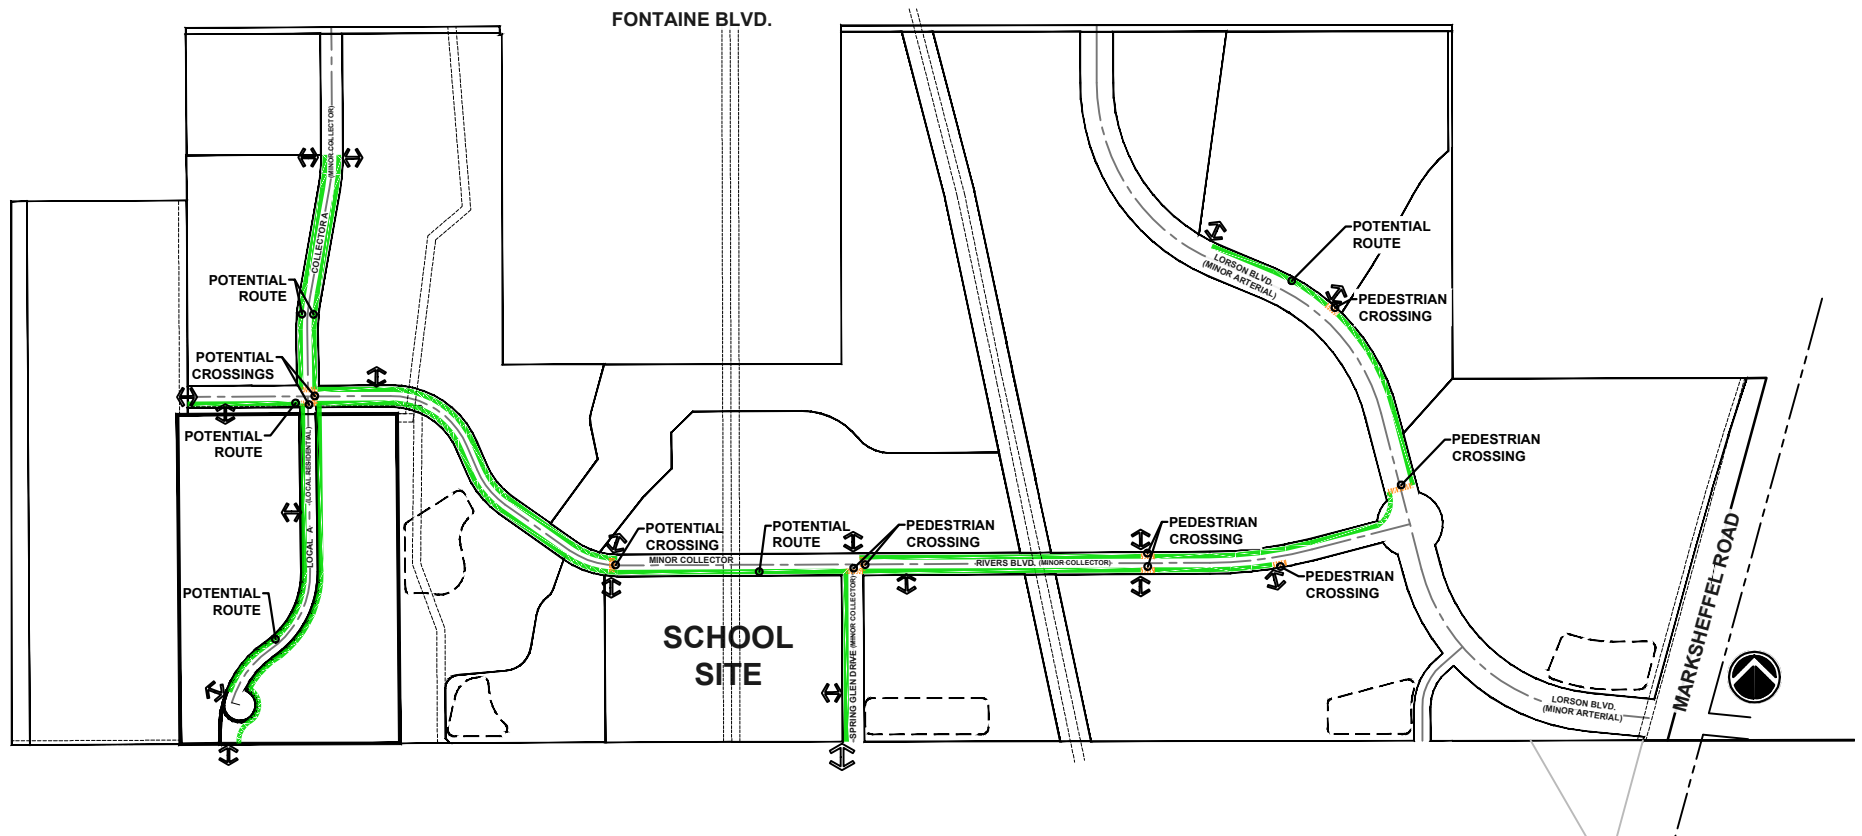 FONTAINE BLVD.
(MINOR COLLECTOR)
COLLECTOR A
POTENTIAL
ROUTE
POTENTIAL
CROSSINGS
POTENTIAL
ROUTE
(LOCAL RESIDENTIAL)
LOCAL A
POTENTIAL
ROUTE
POTENTIAL
CROSSING
MINOR COLLECTOR
POTENTIAL
ROUTE
PEDESTRIAN
CROSSING
SCHOOL
SITE
SPRING GLEN DRIVE (MINOR COLLECTOR)
RIVERS BLVD. (MINOR COLLECTOR)
PEDESTRIAN
CROSSING
PEDESTRIAN
CROSSING
POTENTIAL
ROUTE
LORSON BLVD.
(MINOR ARTERIAL)
PEDESTRIAN
CROSSING
PEDESTRIAN
CROSSING
LORSON BLVD.
(MINOR ARTERIAL)
MARKSHEFFEL ROAD